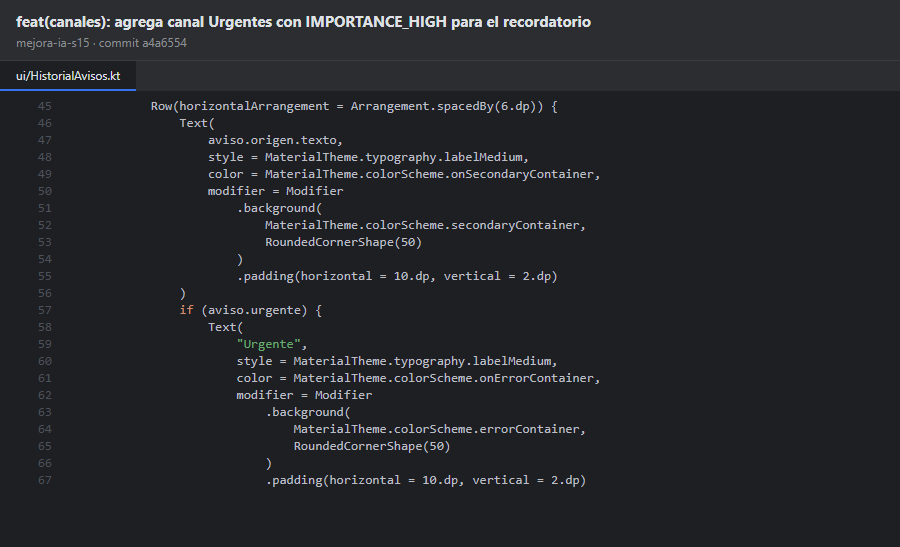 feat(canales): agrega canal Urgentes con IMPORTANCE_HIGH para el recordatorio
mejora-ia-s15 · commit a4a6554
ui/HistorialAvisos.kt
45 Row(horizontalArrangement = Arrangement.spacedBy(6.dp)) {
46 Text(
47 aviso.origen.texto,
48 style = MaterialTheme.typography.labelMedium,
49 color = MaterialTheme.colorScheme.onSecondaryContainer,
50 modifier = Modifier
51 .background(
52 MaterialTheme.colorScheme.secondaryContainer,
53 RoundedCornerShape(50)
54 )
55 .padding(horizontal = 10.dp, vertical = 2.dp)
56 )
57 if (aviso.urgente) {
58 Text(
59 "Urgente",
60 style = MaterialTheme.typography.labelMedium,
61 color = MaterialTheme.colorScheme.onErrorContainer,
62 modifier = Modifier
63 .background(
64 MaterialTheme.colorScheme.errorContainer,
65 RoundedCornerShape(50)
66 )
67 .padding(horizontal = 10.dp, vertical = 2.dp)